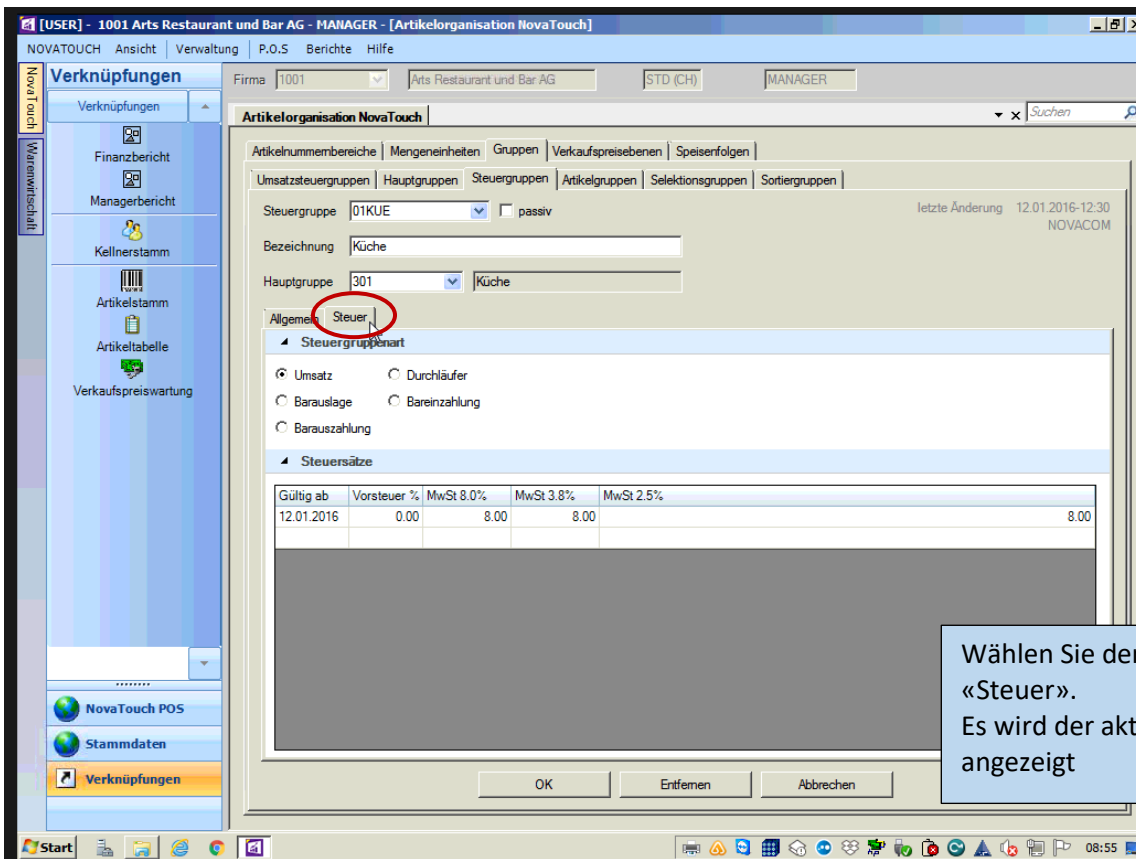 [USER] - 1001 Arts Restaurant und Bar AG - MANAGER - [Artikelorganisation NovaTouch]
NOVATOUCH Ansicht Verwaltung P.O.S Berichte Hilfe
NovaTouch
Warenwirtschaft
Verknüpfungen
Verknüpfungen
Finanzbericht
Managerbericht
Kellnerstamm
Artikelstamm
Artikeltabelle
Verkaufspreiswartung
NovaTouch POS
Stammdaten
Verknüpfungen
Firma 1001 Arts Restaurant und Bar AG STD (CH) MANAGER
Artikelorganisation NovaTouch Suchen
Artikelnummernbereiche Mengeneinheiten Gruppen Verkaufspreisebenen Speisenfolgen
Umsatzsteuergruppen Hauptgruppen Steuergruppen Artikelgruppen Selektionsgruppen Sortiergruppen
Steuergruppe 01KUE passiv letzte Änderung 12.01.2016-12:30
NOVACOM
Bezeichnung Küche
Hauptgruppe 301 Küche
Allgemein Steuer
Steuergruppenart
Umsatz Durchläufer
Barauslage Bareinzahlung
Barauszahlung
Steuersätze
Gültig ab Vorsteuer % MwSt 8.0% MwSt 3.8% MwSt 2.5%
12.01.2016 0.00 8.00 8.00 8.00
Wählen Sie
«Steuer».
Es wird der
angezeigt
OK Entfernen Abbrechen
Start 08:55